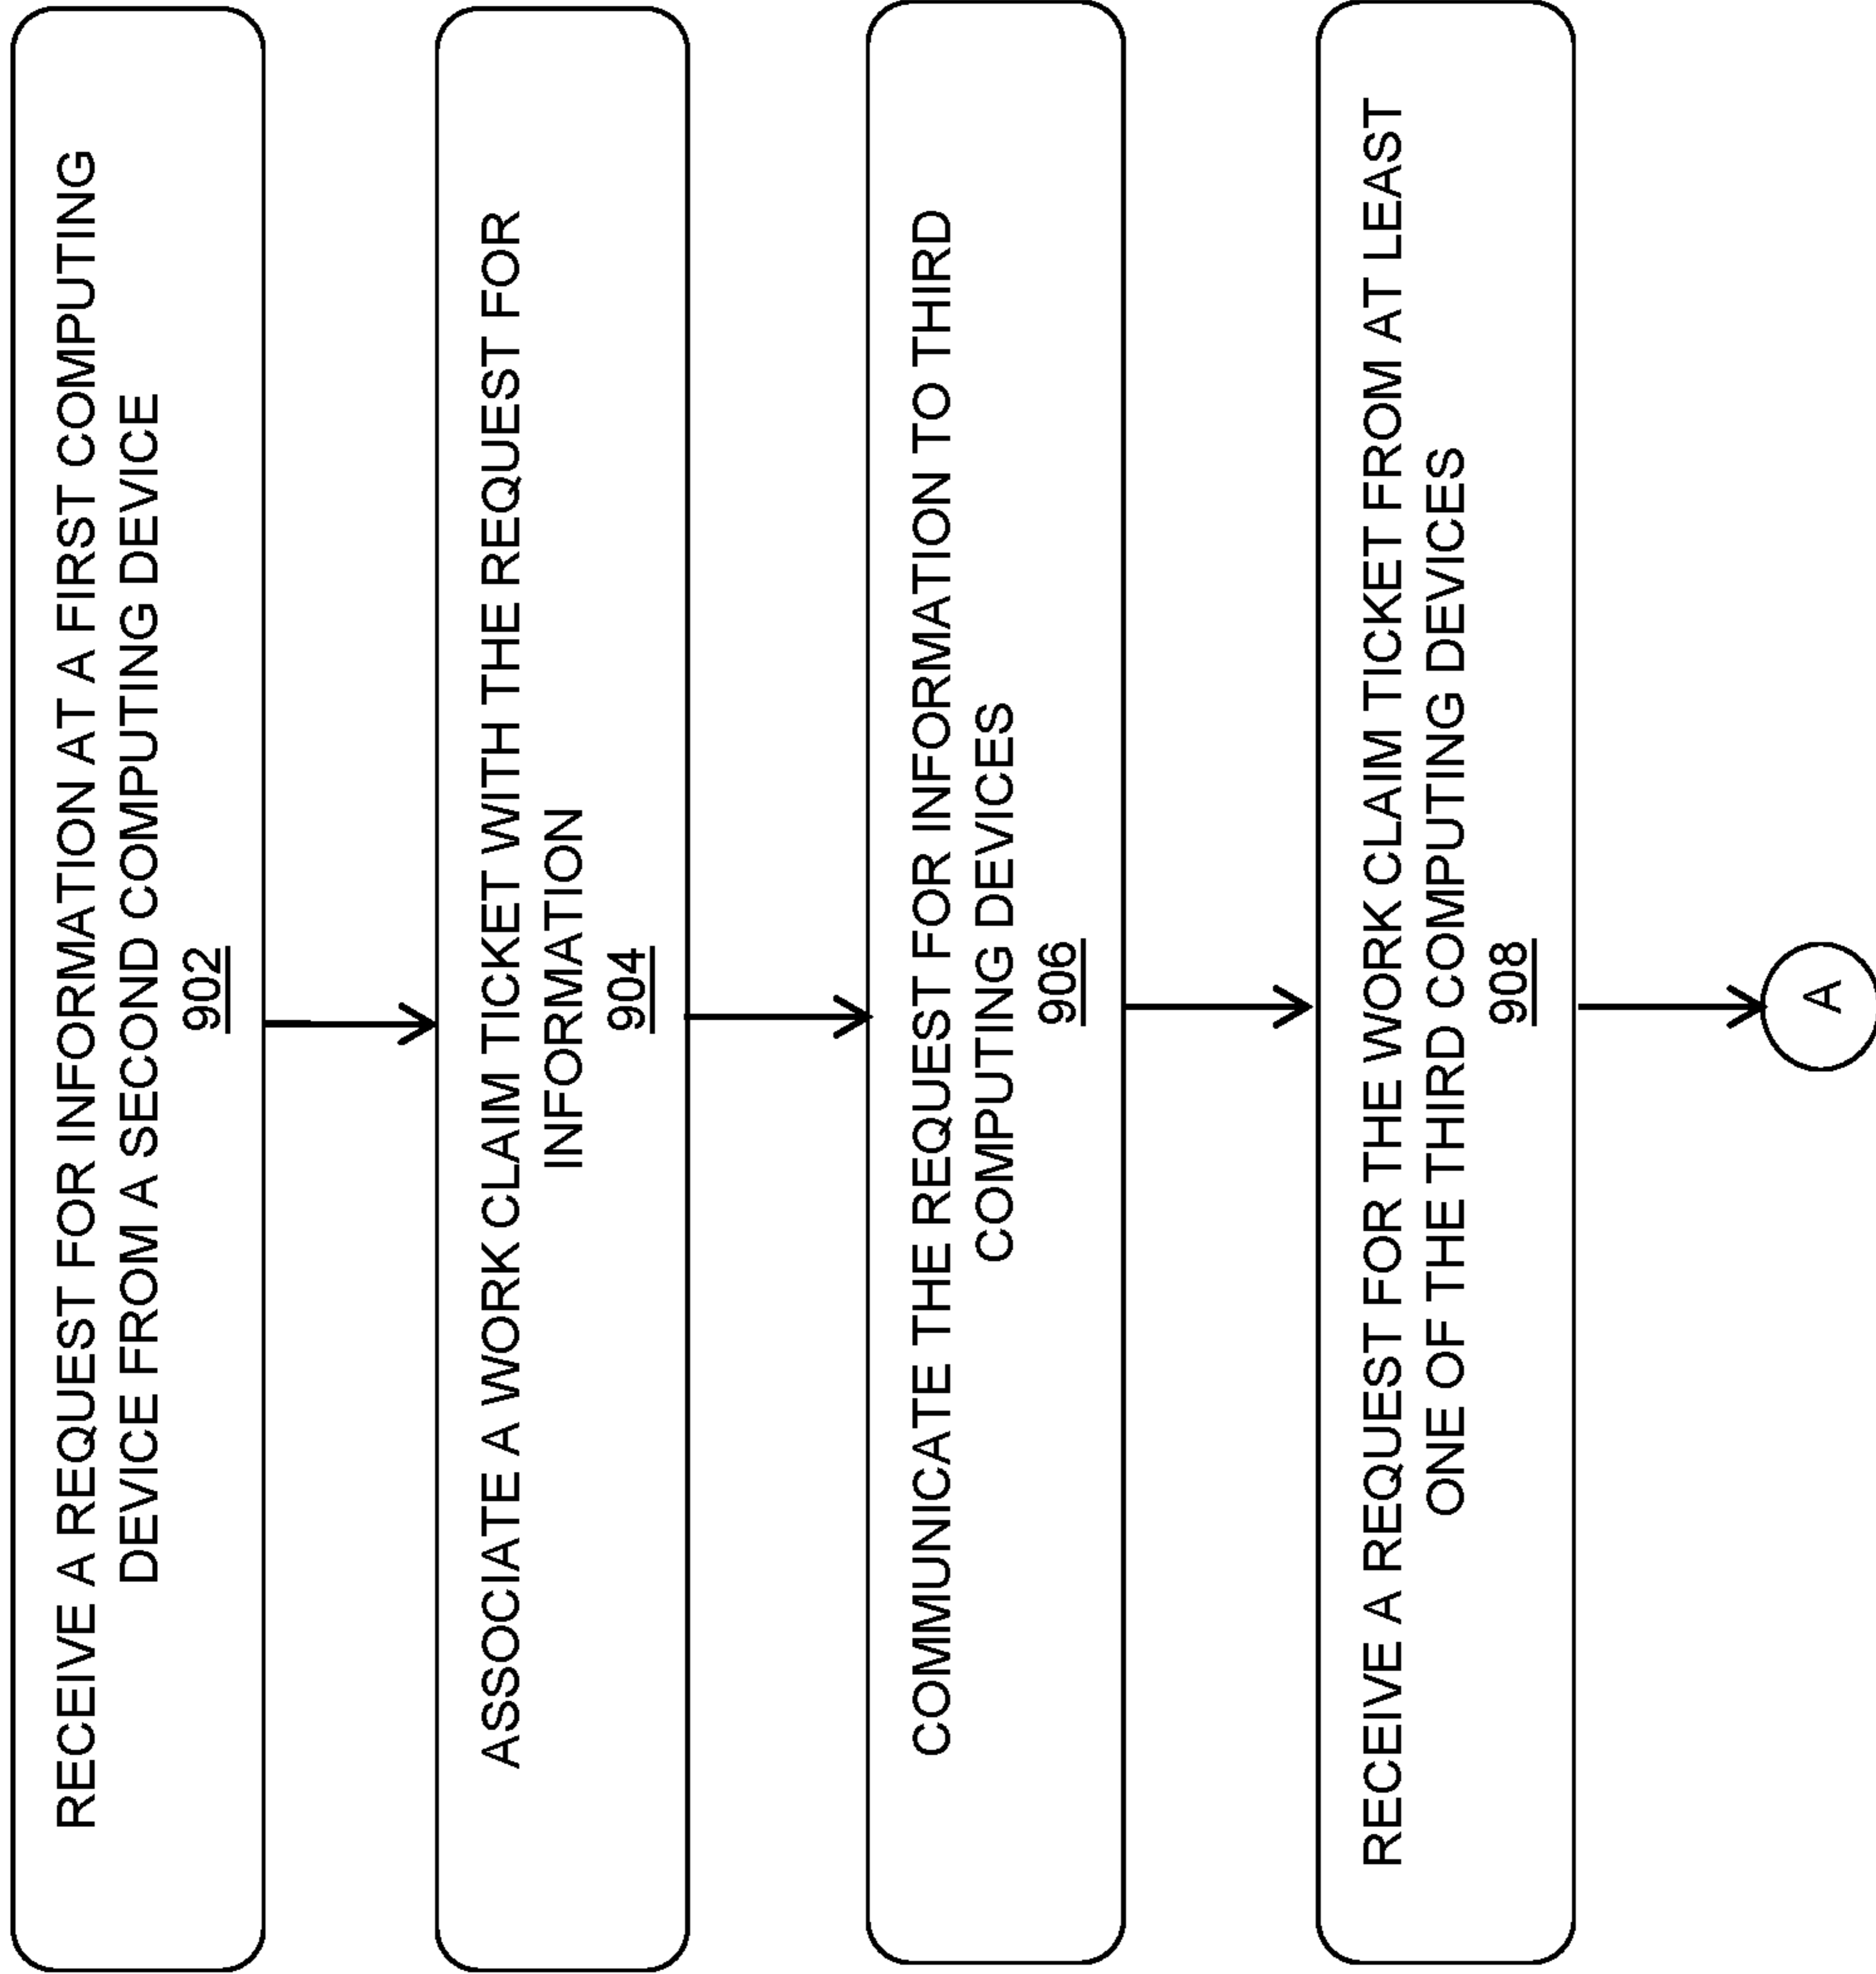 RECEIVE A REQUEST FOR INFORMATION AT A FIRST COMPUTING
DEVICE FROM A SECOND COMPUTING DEVICE
902
ASSOCIATE A WORK CLAIM TICKET WITH THE REQUEST FOR
INFORMATION
904
COMMUNICATE THE REQUEST FOR INFORMATION TO THIRD
COMPUTING DEVICES
906
RECEIVE A REQUEST FOR THE WORK CLAIM TICKET FROM AT LEAST
ONE OF THE THIRD COMPUTING DEVICES
908
A